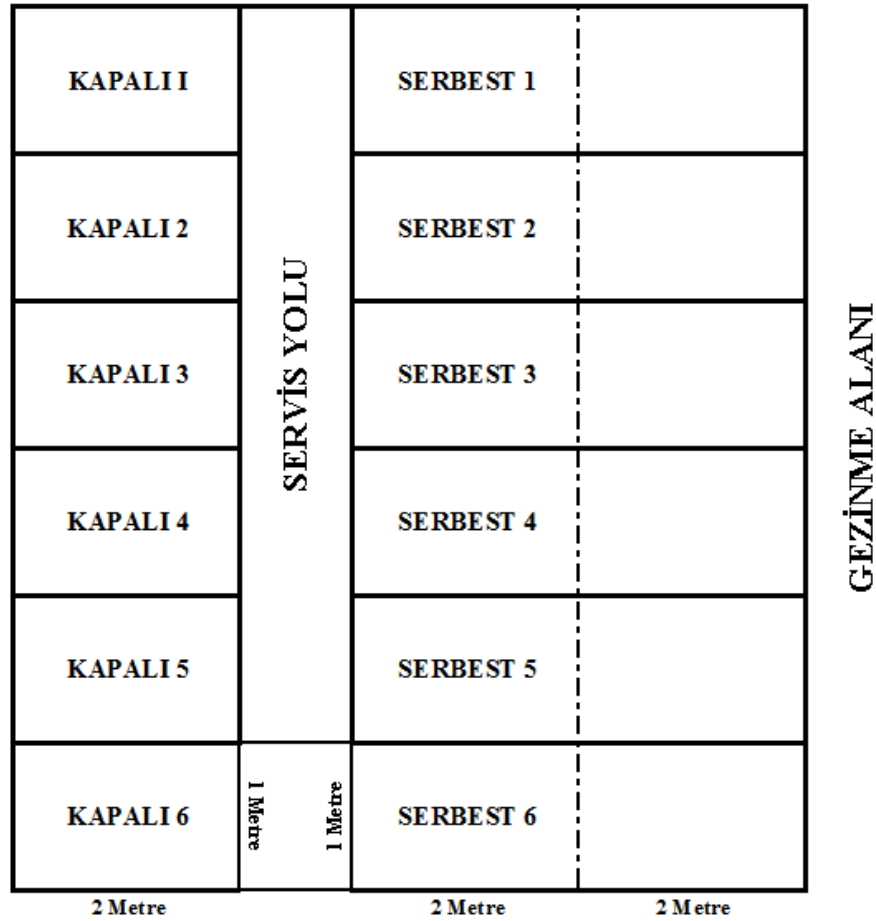 KAPALI I
SERBEST 1
KAPALI 2
SERBEST 2
KAPALI 3
SERBEST 3
KAPALI 4
SERBEST 4
KAPALI 5
SERBEST 5
KAPALI 6
SERBEST 6
SERVİS YOLU
GEZİNME ALANI
1 Metre
1 Metre
2 Metre
2 Metre
2 Metre